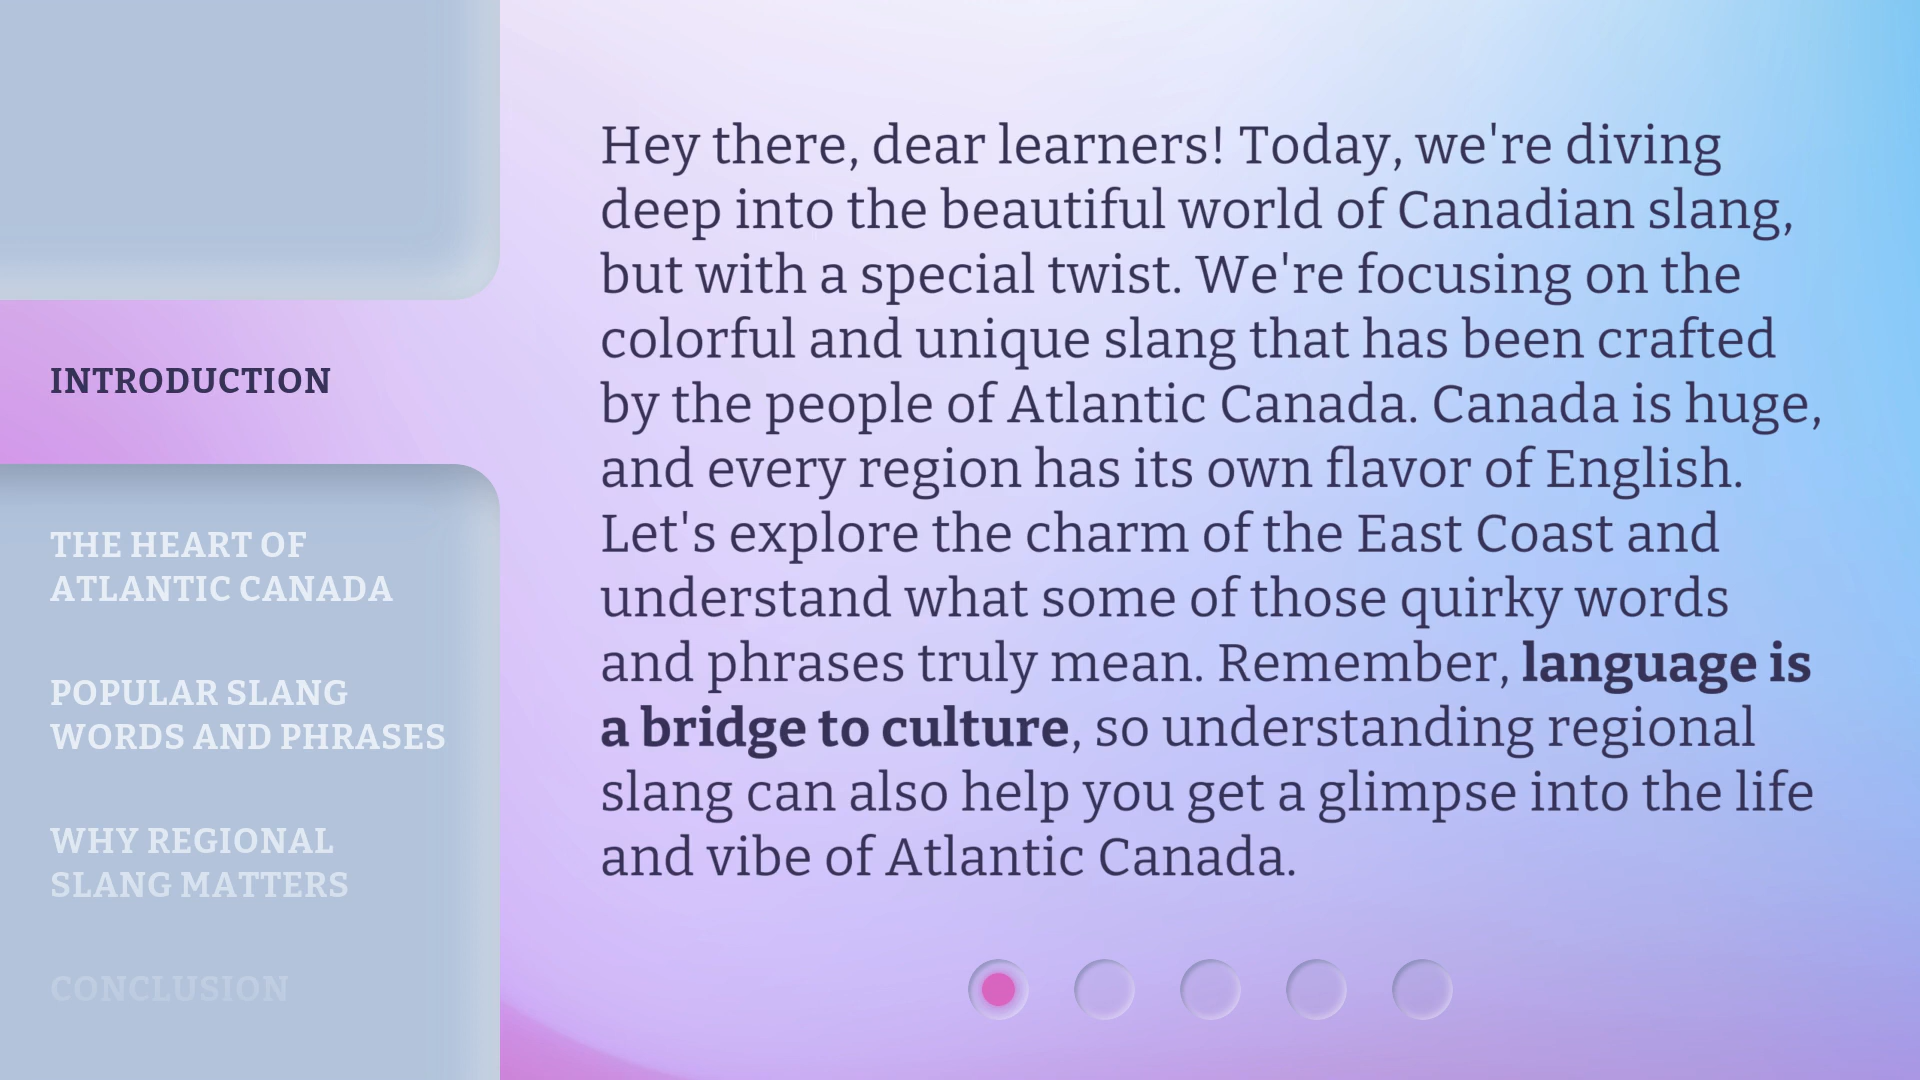 INTRODUCTION
THE HEART OF
ATLANTIC CANADA
POPULAR SLANG
WORDS AND PHRASES
WHY REGIONAL
SLANG MATTERS
CONCLUSION
Hey there, dear learners! Today, we're diving
deep into the beautiful world of Canadian slang,
but with a special twist. We're focusing on the
colorful and unique slang that has been crafted
by the people of Atlantic Canada. Canada is huge,
and every region has its own flavor of English.
Let's explore the charm of the East Coast and
understand what some of those quirky words
and phrases truly mean. Remember, language is
a bridge to culture, so understanding regional
slang can also help you get a glimpse into the life
and vibe of Atlantic Canada.